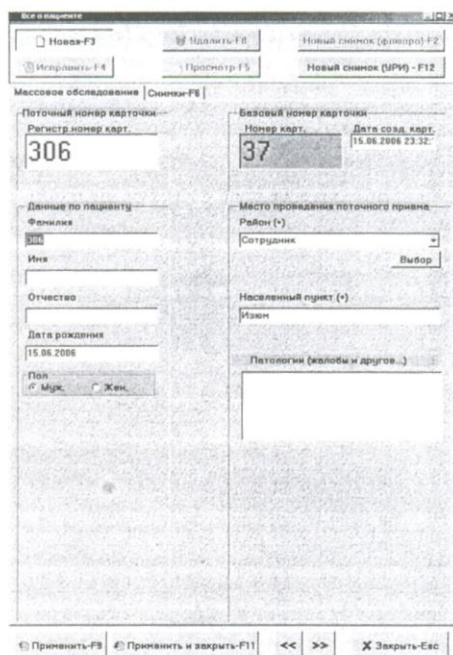 Все о пациенте
Новая-F3 Удалить-F8 Новый снимок (флюоро)-F2
Исправить-F4 Просмотр-F5 Новый снимок (УРИ) - F12
Массовое обследование Снимки-F6
Поточный номер карточки Базовый номер карточки
Регистр.номер карт. Номер карт. Дата созд. карт.
306 37 15.06.2006 23:32:
Данные по пациенту Место проведения поточного приема
Фамилия Район (*)
306 Сотрудник
Имя Выбор
Отчество Населенный пункт (*)
Изюм
Дата рождения
15.06.2006
Патологии (жалобы и другое...)
Пол
Муж. Жен.
Применить-F9 Применить и закрыть-F11 << >> Закрыть-Esc